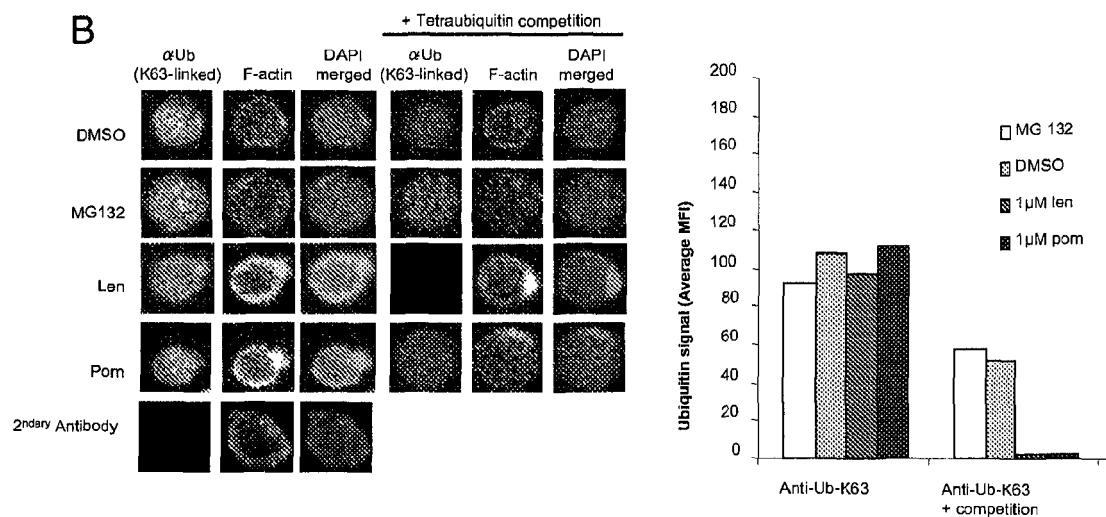 B
+ Tetraubiquitin competition
αUb (K63-linked)
F-actin
DAPI merged
αUb (K63-linked)
F-actin
DAPI merged
DMSO
MG132
Len
Pom
2ndary Antibody
Ubiquitin signal (Average MFI)
200
180
160
140
120
100
80
60
40
20
0
MG 132
DMSO
1µM len
1µM pom
Anti-Ub-K63
Anti-Ub-K63
+ competition